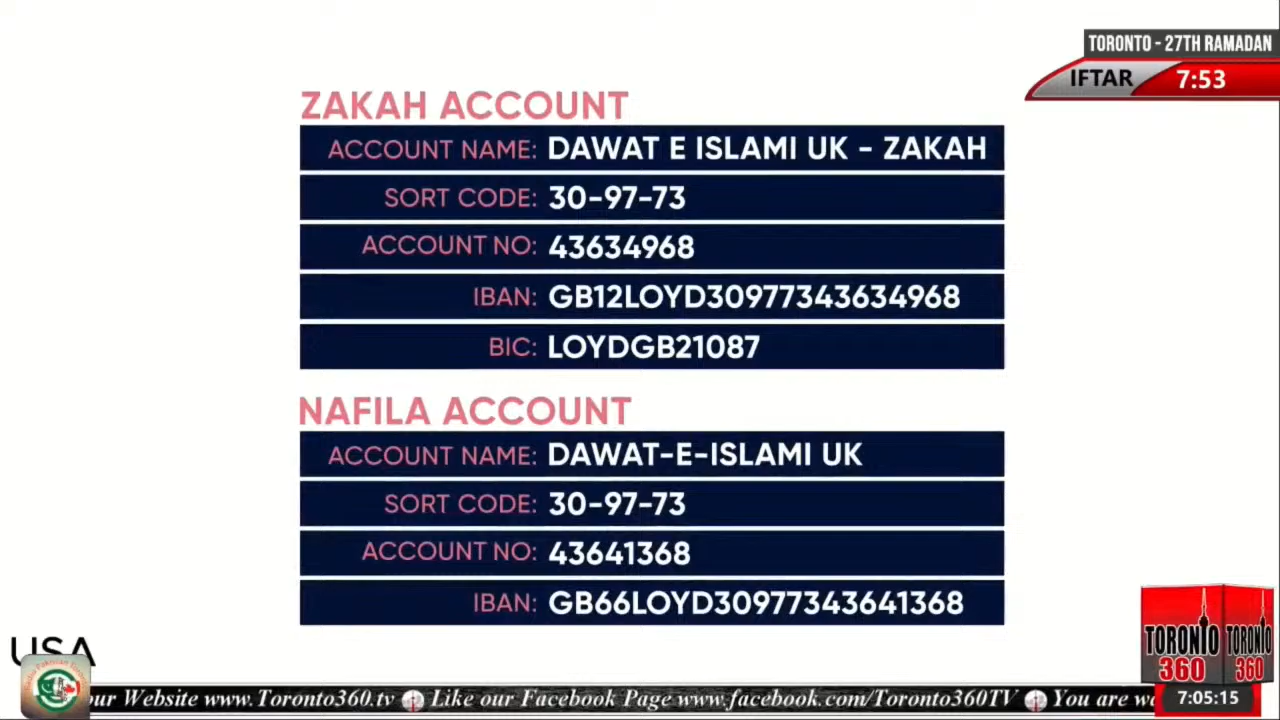 TORONTO - 27TH RAMADAN
IFTAR 7:53
ZAKAH ACCOUNT
ACCOUNT NAME: DAWAT E ISLAMI UK - ZAKAH
SORT CODE: 30-97-73
ACCOUNT NO: 43634968
IBAN: GB12LOYD30977343634968
BIC: LOYDGB21087
NAFILA ACCOUNT
ACCOUNT NAME: DAWAT-E-ISLAMI UK
SORT CODE: 30-97-73
ACCOUNT NO: 43641368
IBAN: GB66LOYD30977343641368
USA
TORONTO 360 TORONTO 360
our Website www.Toronto360.tv Like our Facebook Page www.facebook.com/Toronto360TV You are w
7:05:15